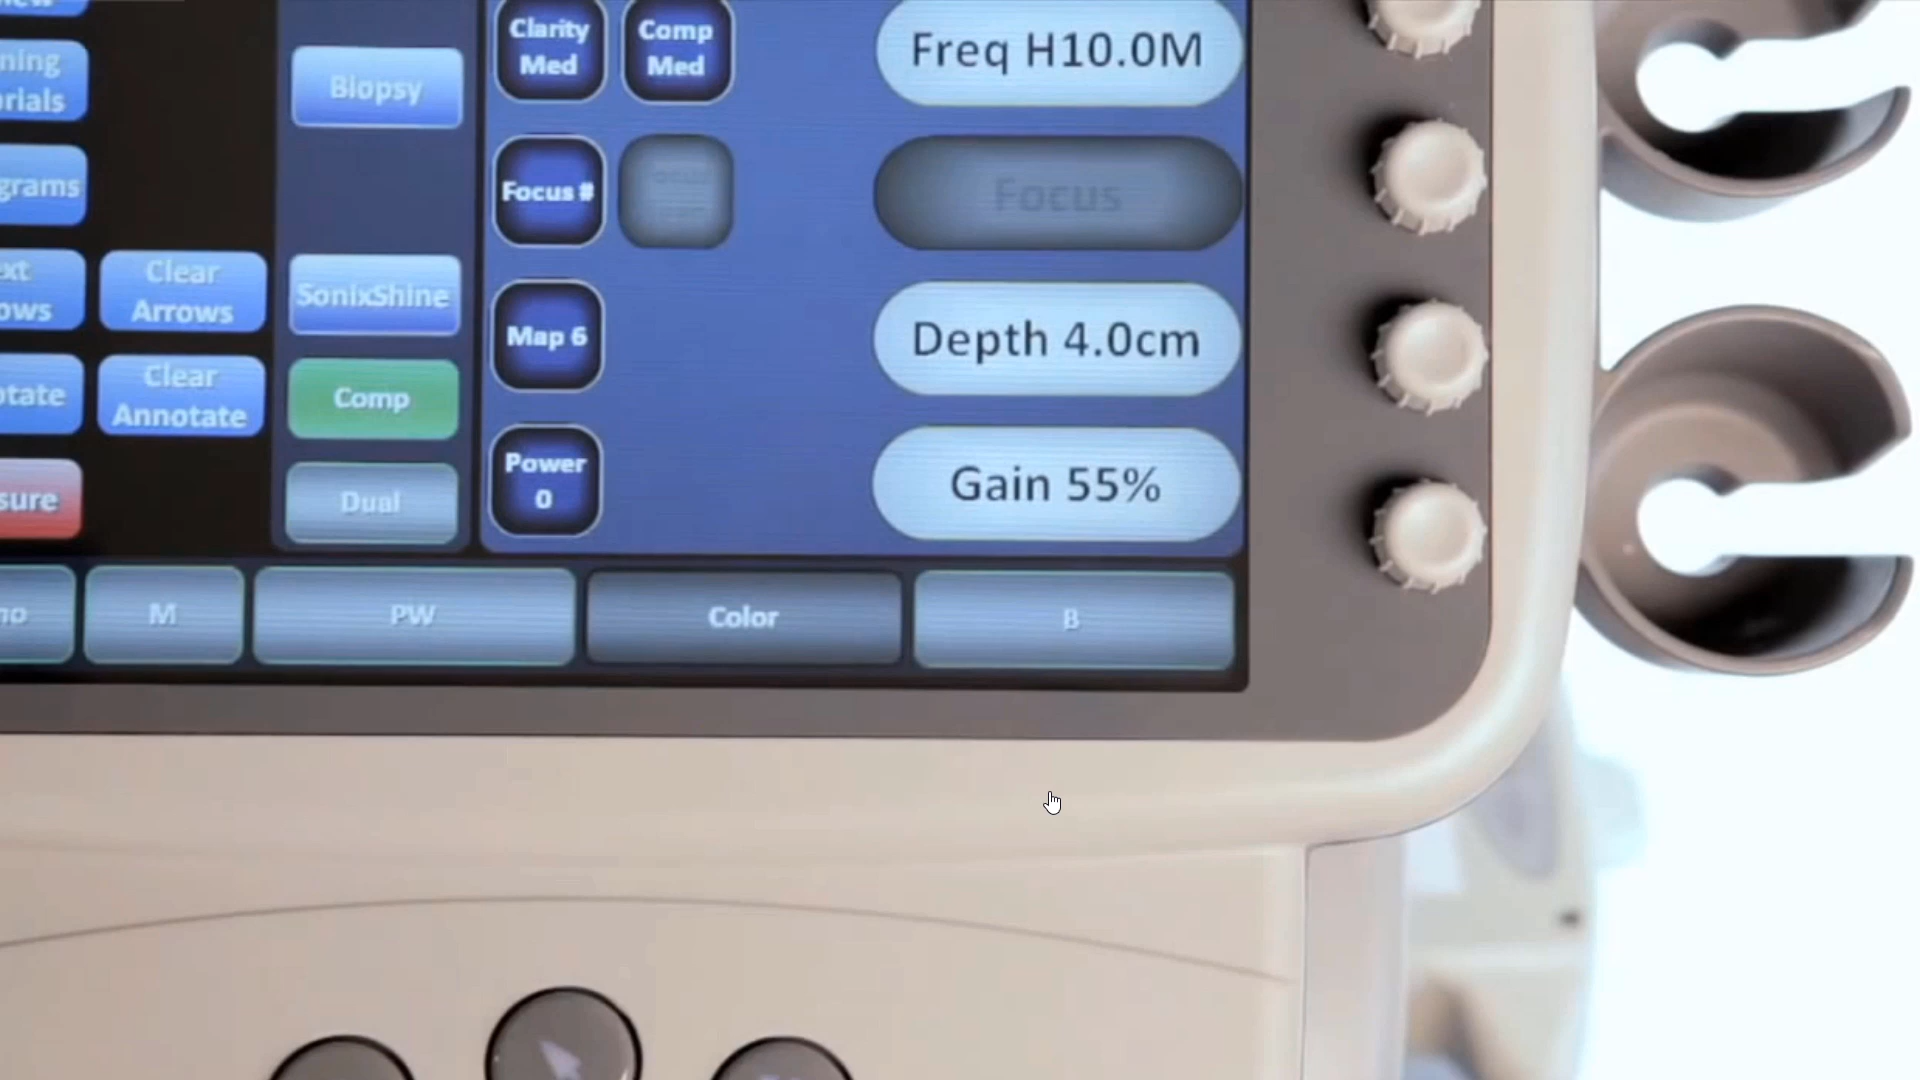 Clarity
Med
Comp
Med
Freq H10.0M
Biopsy
Focus #
Focus
Clear
Arrows
SonixShine
Map 6
Depth 4.0cm
Clear
Annotate
Comp
Power
0
Gain 55%
Dual
M
PW
Color
B